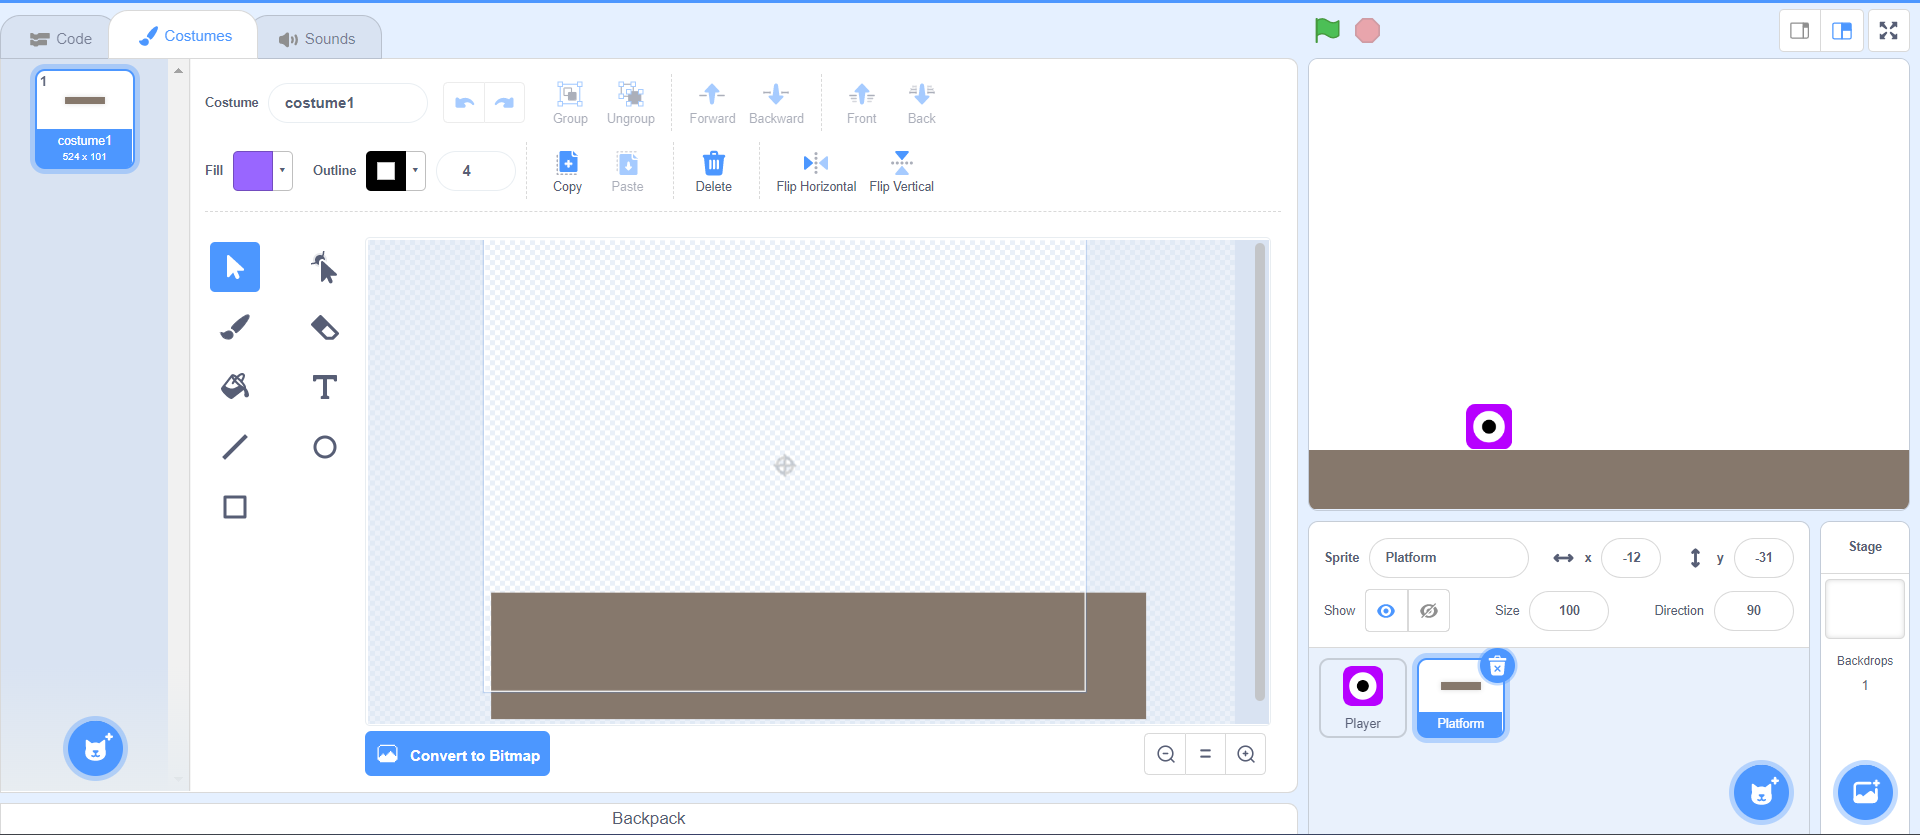 Code
Costumes
Sounds
1
costume1
524 x 101
Costume
costume1
Group
Ungroup
Forward
Backward
Front
Back
Fill
Outline
4
Copy
Paste
Delete
Flip Horizontal
Flip Vertical
Convert to Bitmap
Backpack
Sprite
Platform
x
-12
y
-31
Show
Size
100
Direction
90
Player
Platform
Stage
Backdrops
1